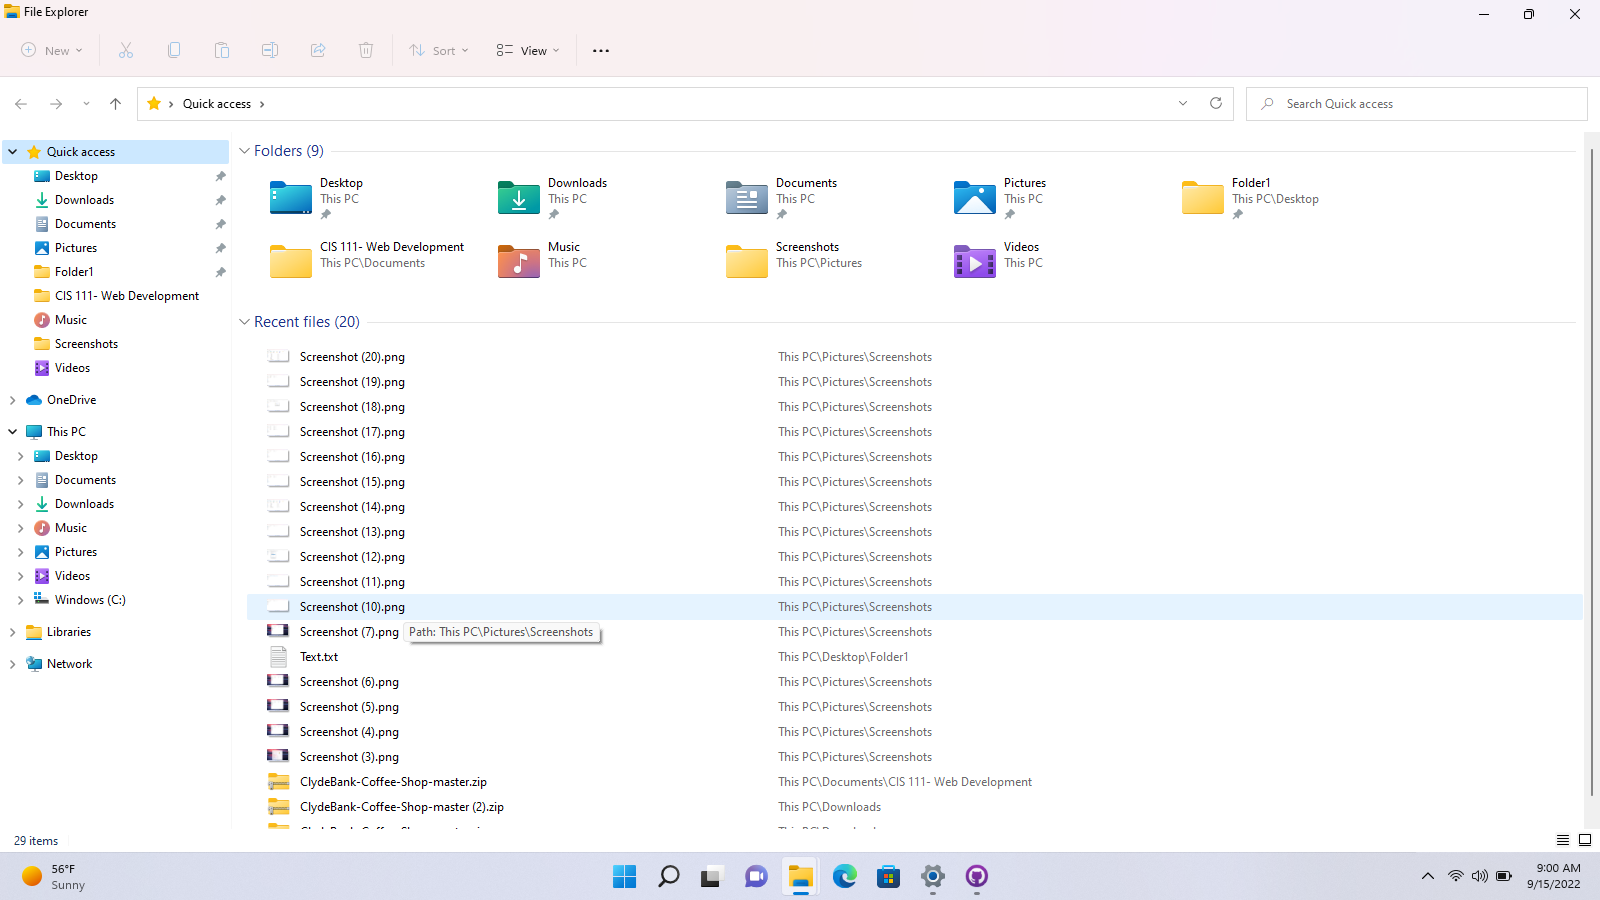 File Explorer
New
Sort
View
Quick access
Search Quick access
Quick access
Desktop
Downloads
Documents
Pictures
Folder1
CIS 111- Web Development
Music
Screenshots
Videos
OneDrive
This PC
Desktop
Documents
Downloads
Music
Pictures
Videos
Windows (C:)
Libraries
Network
Folders (9)
Desktop
This PC
Downloads
This PC
Documents
This PC
Pictures
This PC
Folder1
This PC\Desktop
CIS 111- Web Development
This PC\Documents
Music
This PC
Screenshots
This PC\Pictures
Videos
This PC
Recent files (20)
Screenshot (20).png This PC\Pictures\Screenshots
Screenshot (19).png This PC\Pictures\Screenshots
Screenshot (18).png This PC\Pictures\Screenshots
Screenshot (17).png This PC\Pictures\Screenshots
Screenshot (16).png This PC\Pictures\Screenshots
Screenshot (15).png This PC\Pictures\Screenshots
Screenshot (14).png This PC\Pictures\Screenshots
Screenshot (13).png This PC\Pictures\Screenshots
Screenshot (12).png This PC\Pictures\Screenshots
Screenshot (11).png This PC\Pictures\Screenshots
Screenshot (10).png This PC\Pictures\Screenshots
Screenshot (7).png Path: This PC\Pictures\Screenshots This PC\Pictures\Screenshots
Text.txt This PC\Desktop\Folder1
Screenshot (6).png This PC\Pictures\Screenshots
Screenshot (5).png This PC\Pictures\Screenshots
Screenshot (4).png This PC\Pictures\Screenshots
Screenshot (3).png This PC\Pictures\Screenshots
ClydeBank-Coffee-Shop-master.zip This PC\Documents\CIS 111- Web Development
ClydeBank-Coffee-Shop-master (2).zip This PC\Downloads
29 items
56°F
Sunny
9:00 AM
9/15/2022